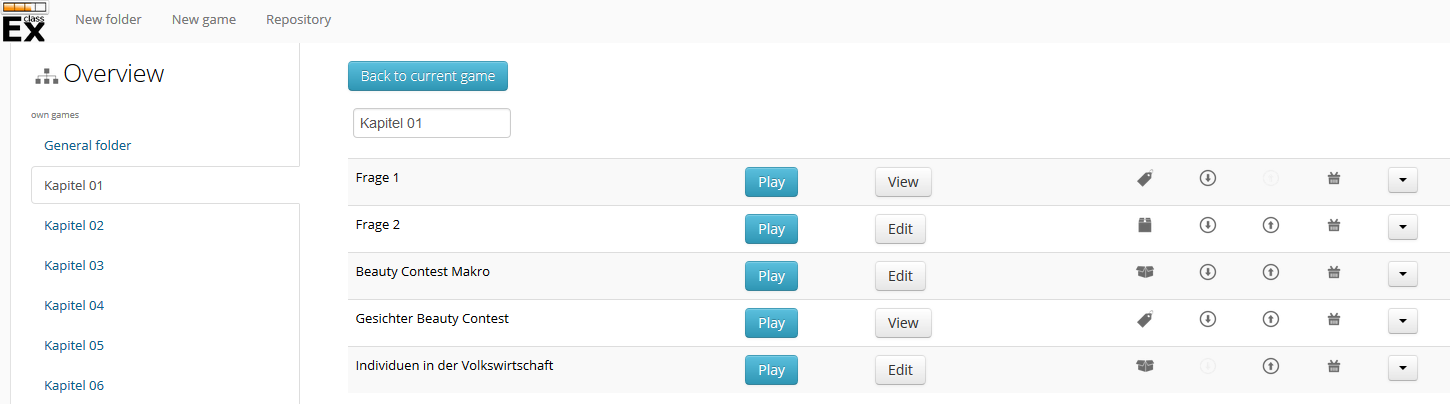 class
Ex
New folder New game Repository
Overview
own games
General folder
Kapitel 01
Kapitel 02
Kapitel 03
Kapitel 04
Kapitel 05
Kapitel 06
Back to current game
Kapitel 01
Frage 1 Play View
Frage 2 Play Edit
Beauty Contest Makro Play Edit
Gesichter Beauty Contest Play View
Individuen in der Volkswirtschaft Play Edit